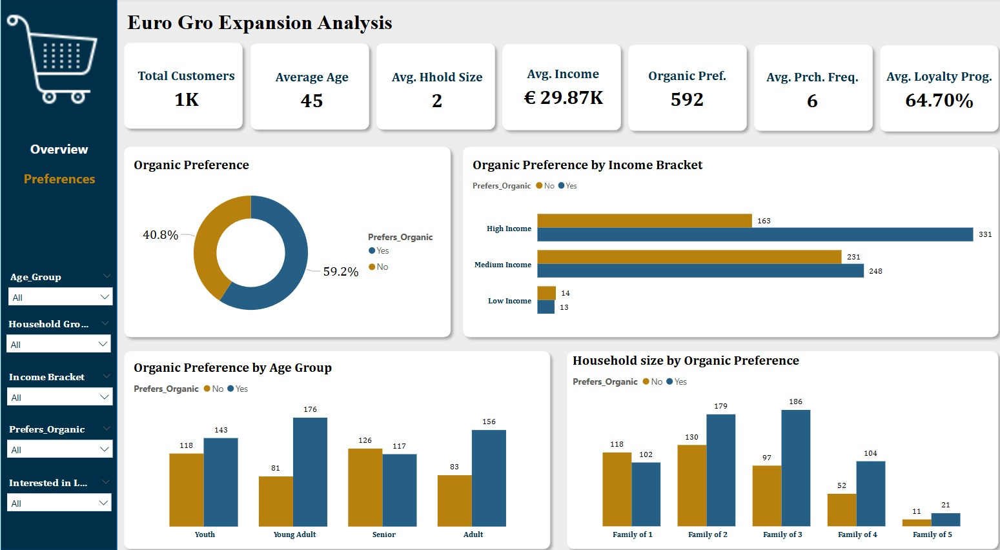 Euro Gro Expansion Analysis
Total Customers
1K
Average Age
45
Avg. Hhold Size
2
Avg. Income
€ 29.87K
Organic Pref.
592
Avg. Prch. Freq.
6
Avg. Loyalty Prog.
64.70%
Overview
Preferences
Age_Group
All
Household Gro...
All
Income Bracket
All
Prefers_Organic
All
Interested in L...
All
Organic Preference
40.8%
59.2%
Prefers_Organic
Yes
No
Organic Preference by Income Bracket
Prefers_Organic No Yes
High Income 163
331
Medium Income 231
248
Low Income 14
13
Organic Preference by Age Group
Prefers_Organic No Yes
118 143 81 176 126 117 83 156
Youth Young Adult Senior Adult
Household size by Organic Preference
Prefers_Organic No Yes
118 102 130 179 97 186 52 104 11 21
Family of 1 Family of 2 Family of 3 Family of 4 Family of 5